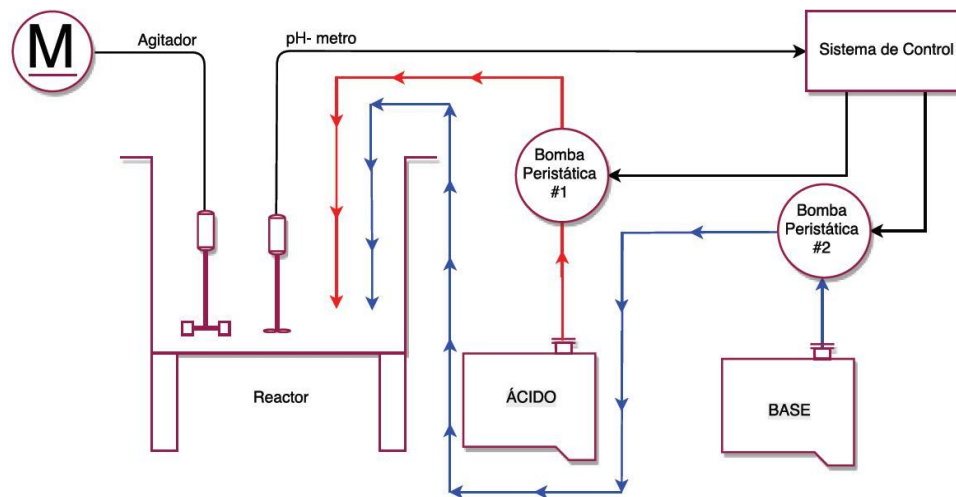 M
Agitador
pH- metro
Sistema de Control
Bomba
Peristática
#1
Bomba
Peristática
#2
Reactor
ÁCIDO
BASE